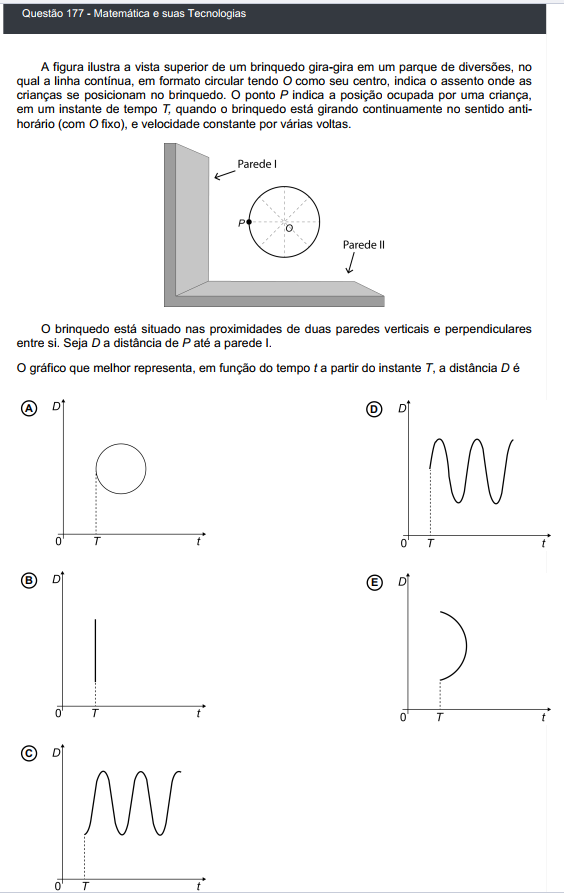 Questão 177 - Matemática e suas Tecnologias
A figura ilustra a vista superior de um brinquedo gira-gira em um parque de diversões, no
qual a linha contínua, em formato circular tendo O como seu centro, indica o assento onde as
crianças se posicionam no brinquedo. O ponto P indica a posição ocupada por uma criança,
em um instante de tempo T, quando o brinquedo está girando continuamente no sentido anti-
horário (com O fixo), e velocidade constante por várias voltas.
Parede I
P
O
Parede II
O brinquedo está situado nas proximidades de duas paredes verticais e perpendiculares
entre si. Seja D a distância de P até a parede I.
O gráfico que melhor representa, em função do tempo t a partir do instante T, a distância D é
A D
0 T t
B D
0 T t
C D
0 T t
D D
0 T t
E D
0 T t